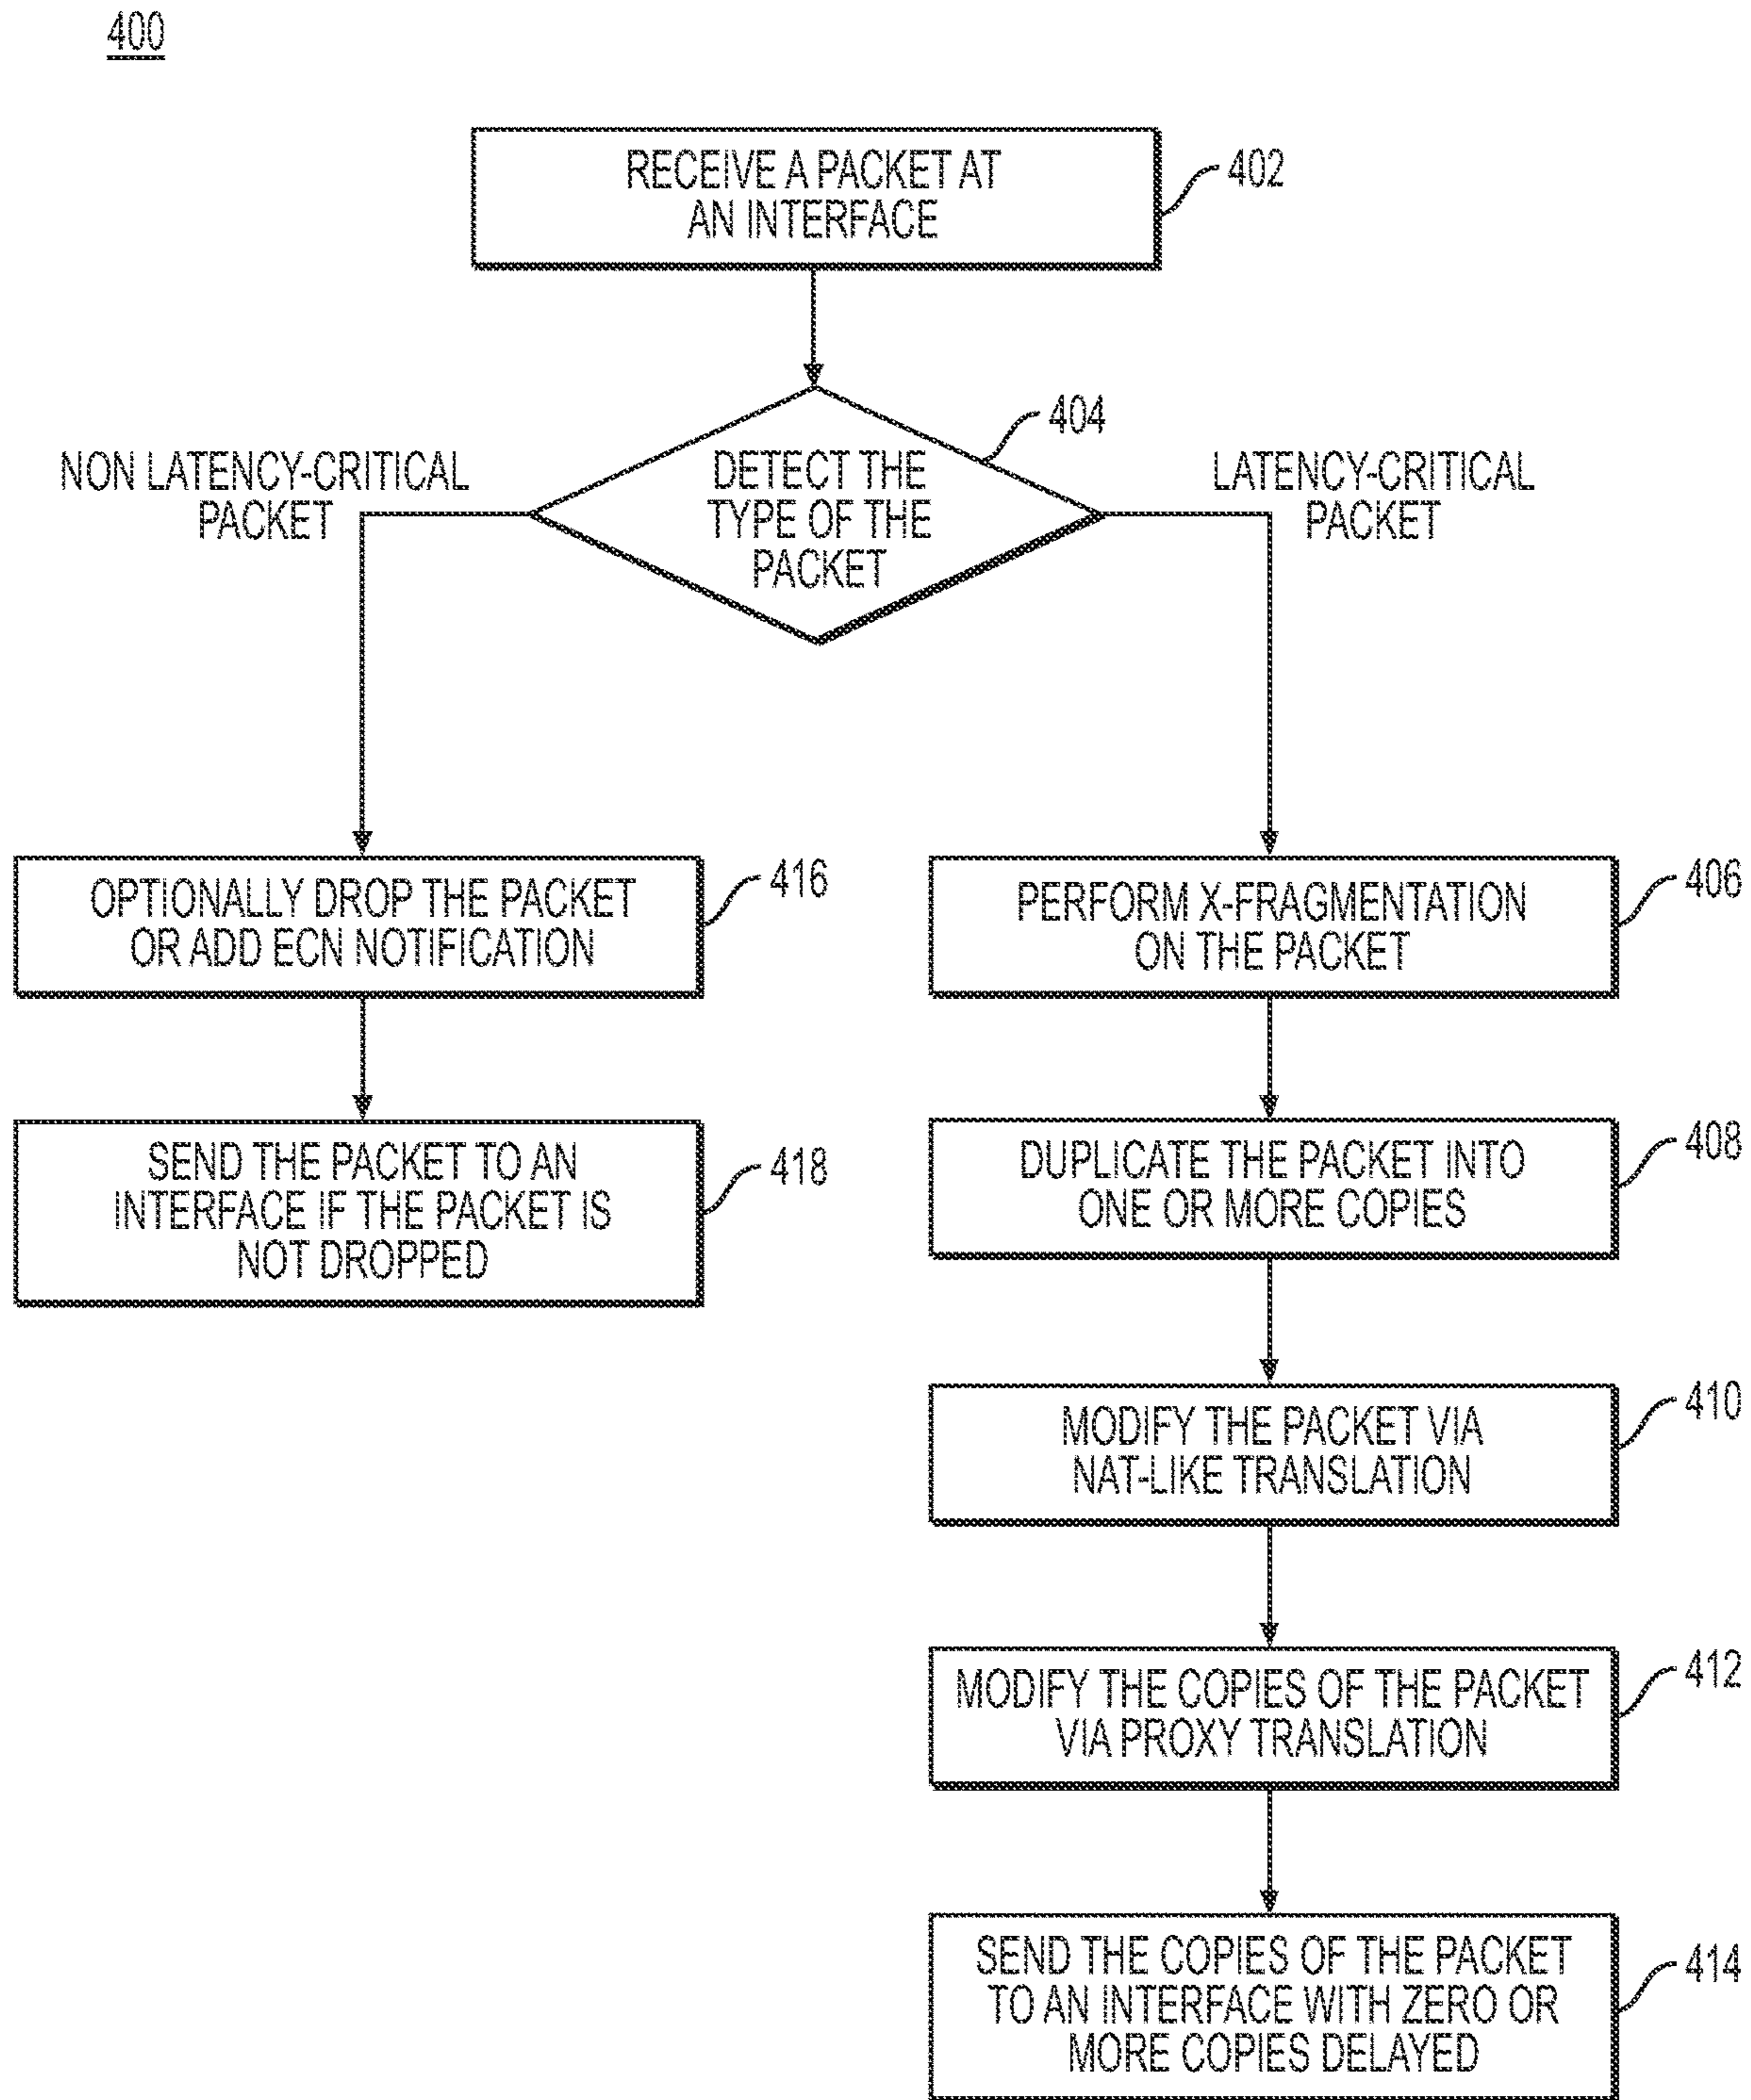 400
RECEIVE A PACKET AT
AN INTERFACE
402
404
NON LATENCY-CRITICAL
PACKET
DETECT THE
TYPE OF THE
PACKET
LATENCY-CRITICAL
PACKET
OPTIONALLY DROP THE PACKET
OR ADD ECN NOTIFICATION
416
PERFORM X-FRAGMENTATION
ON THE PACKET
406
SEND THE PACKET TO AN
INTERFACE IF THE PACKET IS
NOT DROPPED
418
DUPLICATE THE PACKET INTO
ONE OR MORE COPIES
408
MODIFY THE PACKET VIA
NAT-LIKE TRANSLATION
410
MODIFY THE COPIES OF THE PACKET
VIA PROXY TRANSLATION
412
SEND THE COPIES OF THE PACKET
TO AN INTERFACE WITH ZERO OR
MORE COPIES DELAYED
414